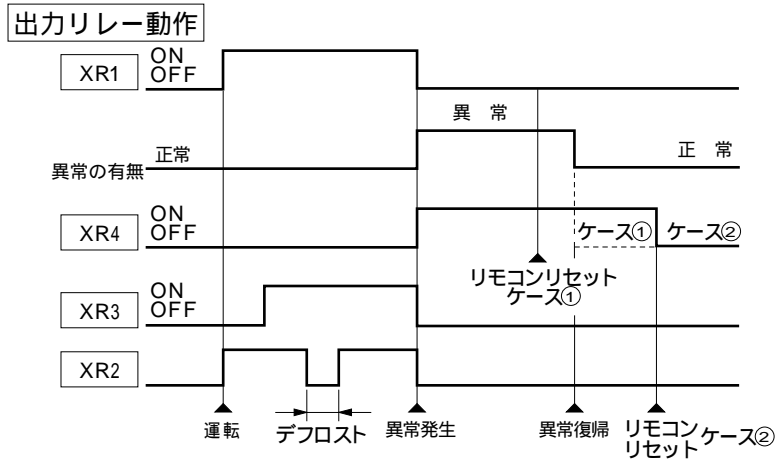 出力リレー動作
XR1
ON
OFF
異 常
異常の有無
正常
正 常
XR4
ON
OFF
ケース①
ケース②
リモコンリセット
ケース①
XR3
ON
OFF
XR2
運転
デフロスト
異常発生
異常復帰
リモコン
リセット
ケース②